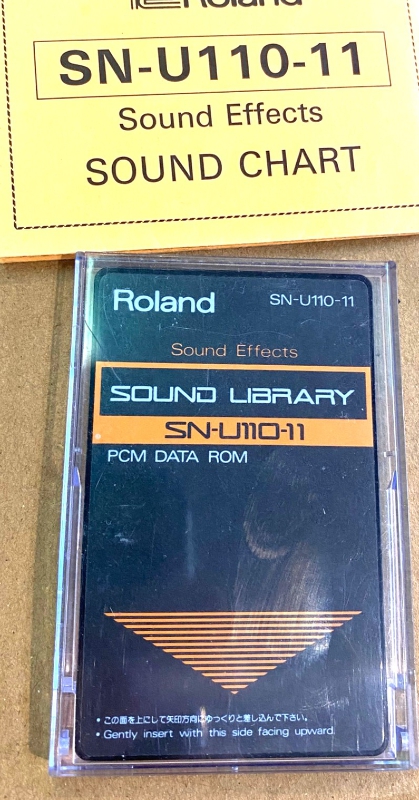 Roland
SN-U110-11
Sound Effects
SOUND CHART
Roland SN-U110-11
Sound Effects
SOUND LIBRARY
SN-U110-11
PCM DATA ROM
• この面を上にして矢印方向にゆっくりと差し込んで下さい。
• Gently insert with this side facing upward.